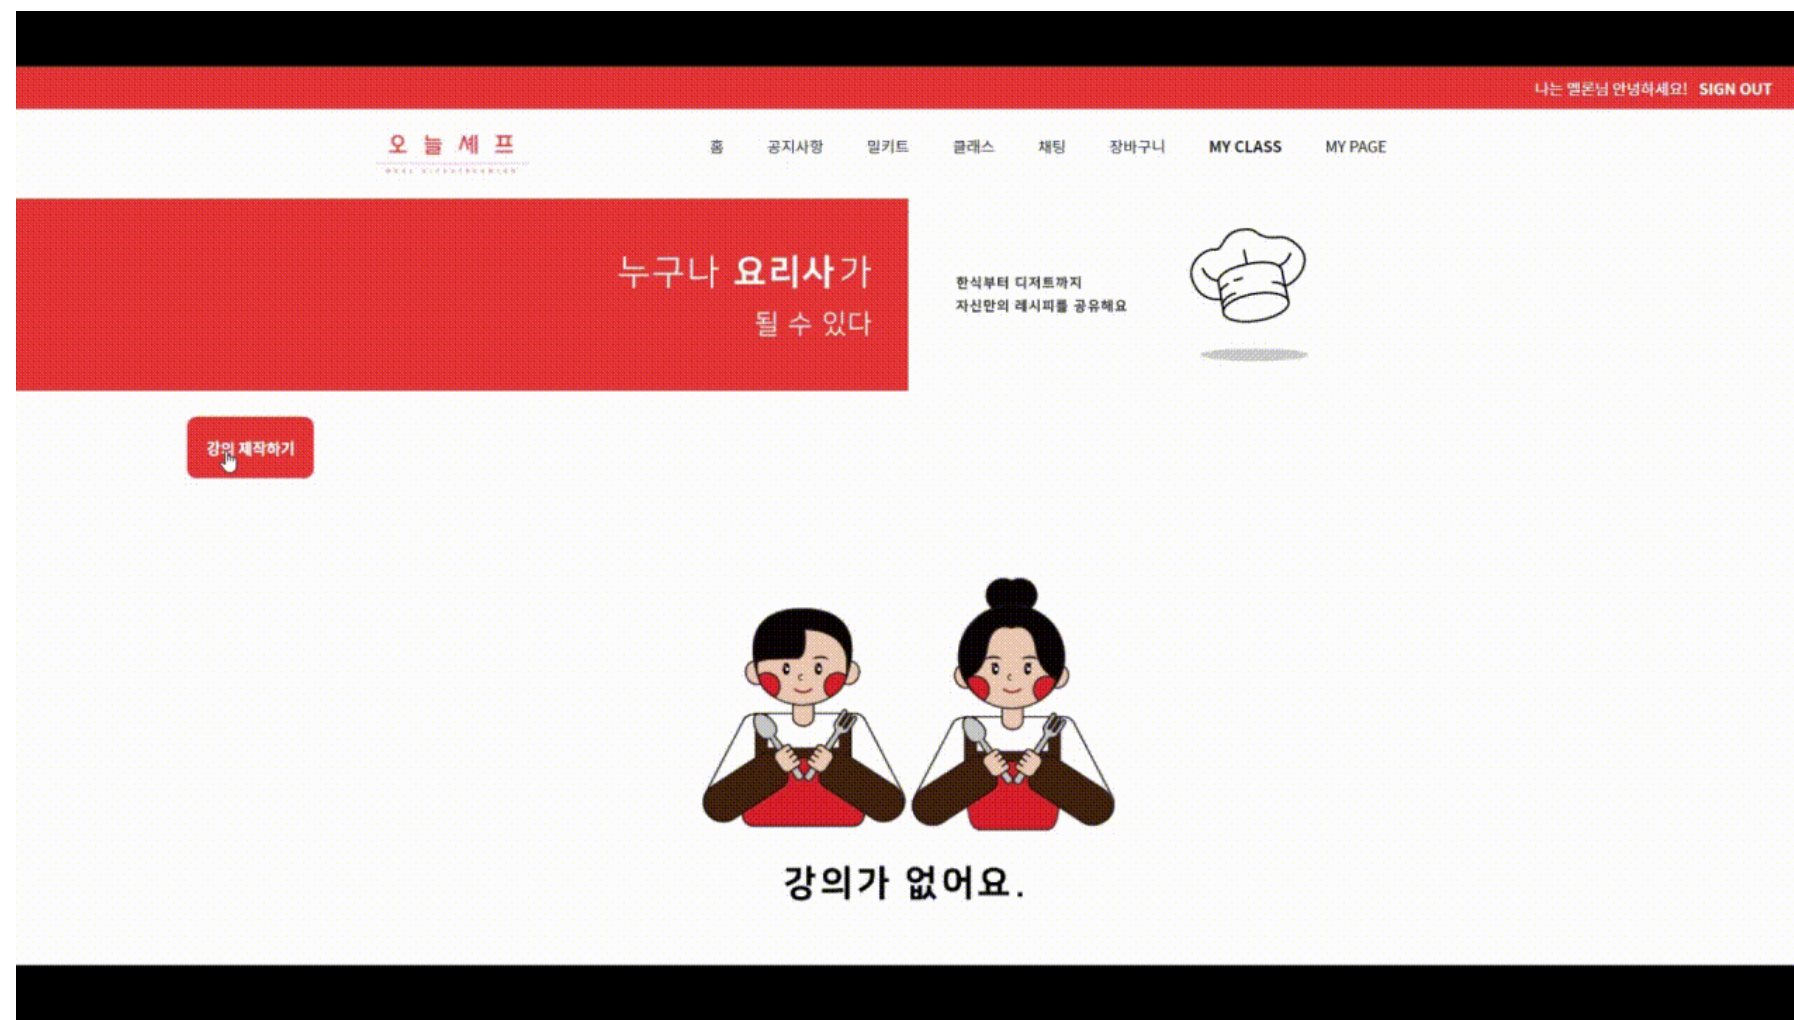 나는 멜론님 안녕하세요! SIGN OUT
오늘셰프
홈 공지사항 밀키트 클래스 채팅 장바구니 MY CLASS MY PAGE
누구나 요리사가
될 수 있다
한식부터 디저트까지
자신만의 레시피를 공유해요
강의 제작하기
강의가 없어요.